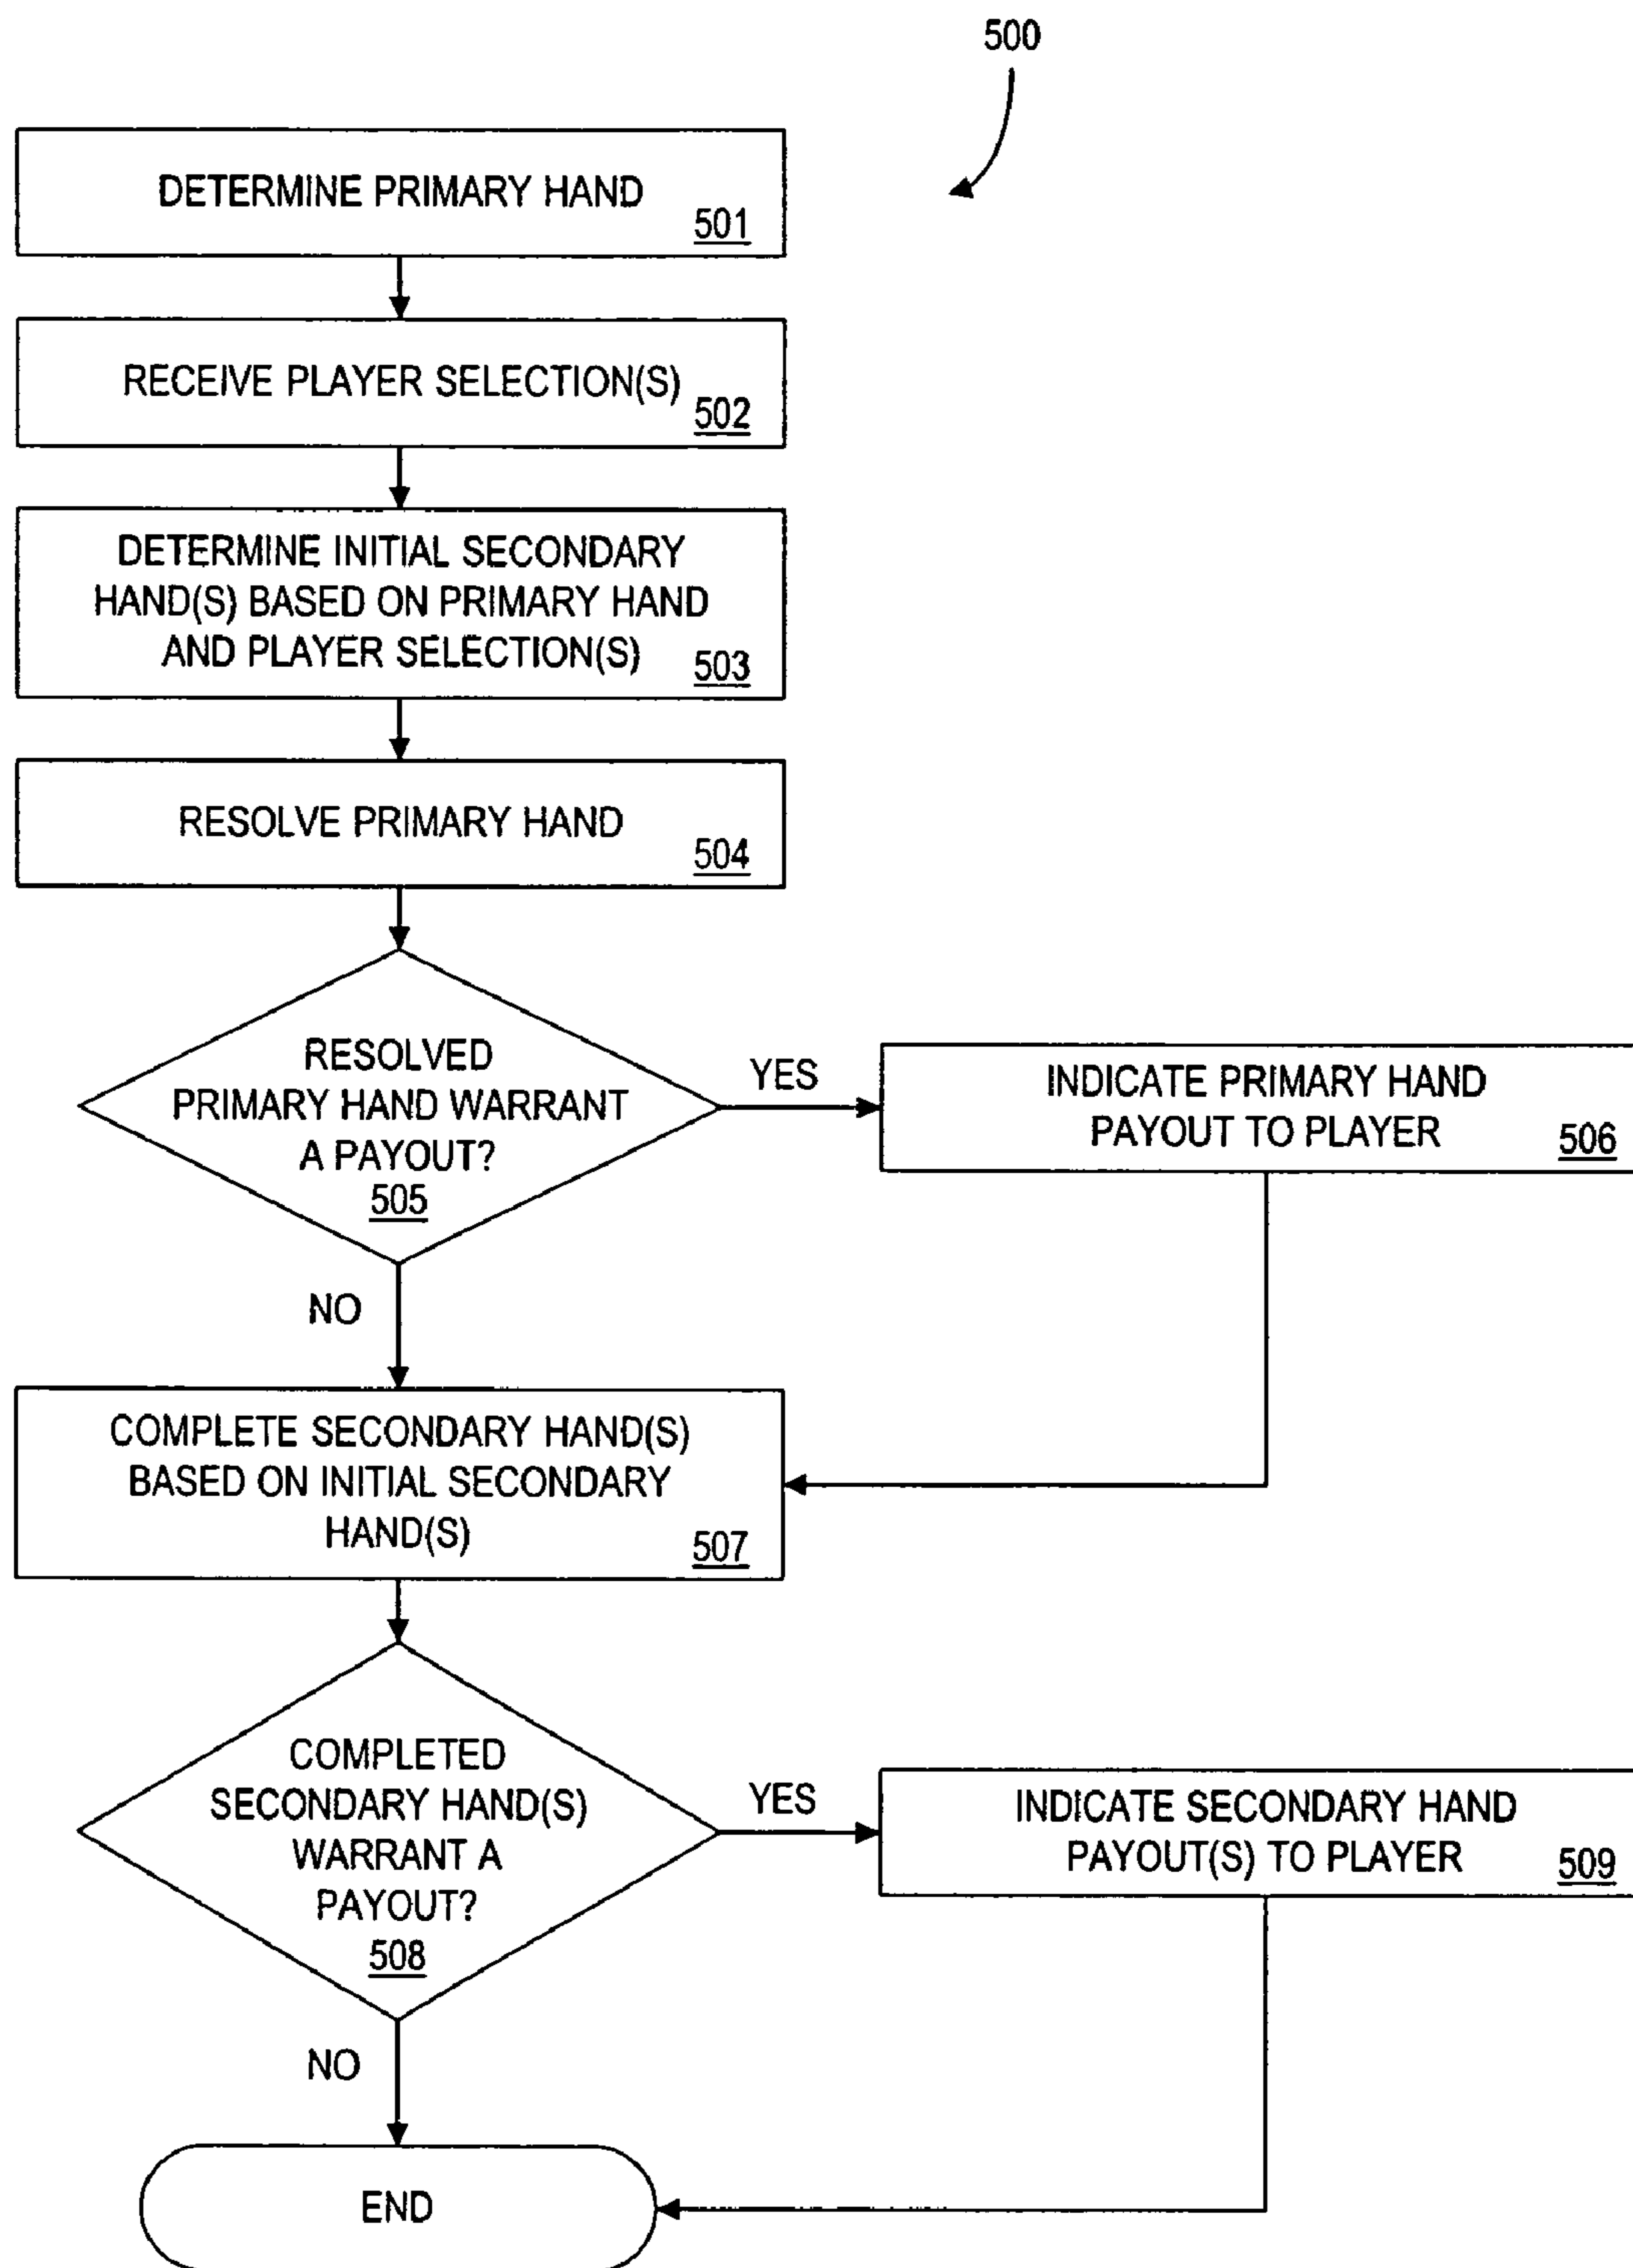 500
DETERMINE PRIMARY HAND
501
RECEIVE PLAYER SELECTION(S)
502
DETERMINE INITIAL SECONDARY
HAND(S) BASED ON PRIMARY HAND
AND PLAYER SELECTION(S)
503
RESOLVE PRIMARY HAND
504
RESOLVED
PRIMARY HAND WARRANT
A PAYOUT?
505
YES
INDICATE PRIMARY HAND
PAYOUT TO PLAYER
506
NO
COMPLETE SECONDARY HAND(S)
BASED ON INITIAL SECONDARY
HAND(S)
507
COMPLETED
SECONDARY HAND(S)
WARRANT A
PAYOUT?
508
YES
INDICATE SECONDARY HAND
PAYOUT(S) TO PLAYER
509
NO
END